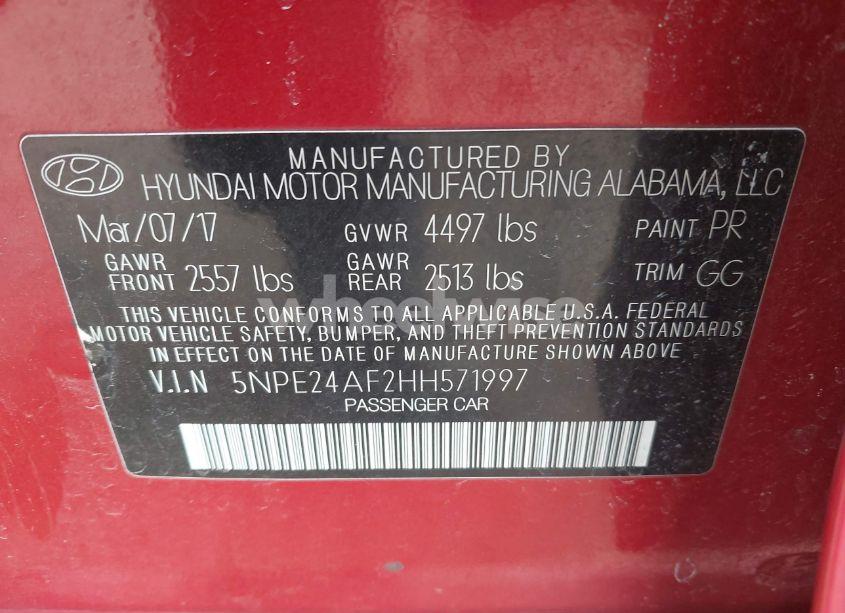 MANUFACTURED BY
HYUNDAI MOTOR MANUFACTURING ALABAMA, LLC
Mar/07/17 GVWR 4497 lbs PAINT PR
GAWR FRONT 2557 lbs GAWR REAR 2513 lbs TRIM GG
THIS VEHICLE CONFORMS TO ALL APPLICABLE U.S.A. FEDERAL
MOTOR VEHICLE SAFETY, BUMPER, AND THEFT PREVENTION STANDARDS
IN EFFECT ON THE DATE OF MANUFACTURE SHOWN ABOVE
V.I.N 5NPE24AF2HH571997
PASSENGER CAR